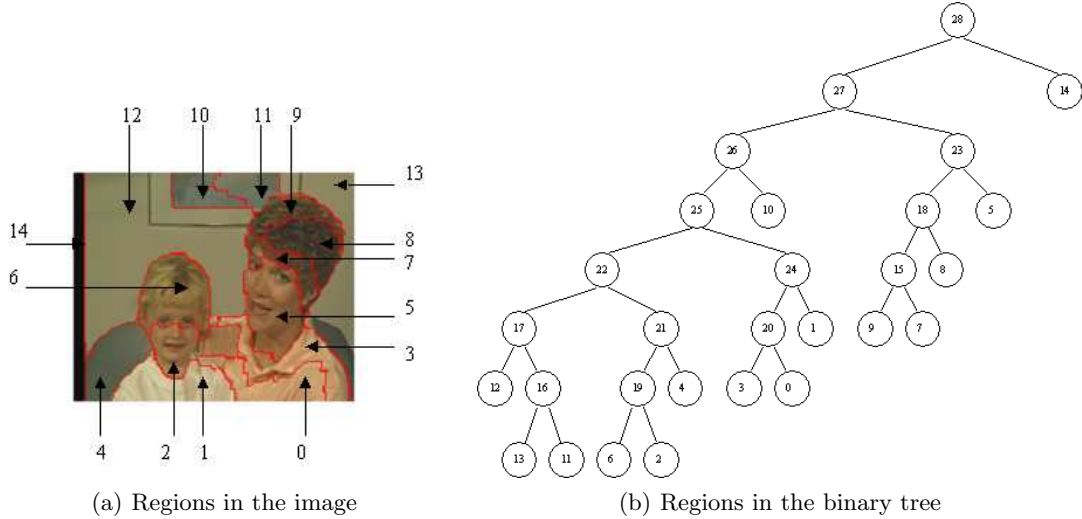 12 10 11 9
13
14
8
7
6
5
3
4 2 1 0
(a) Regions in the image
28
27 14
26 23
25 10 18 5
22 24 15 8
17 21 20 1 9 7
12 16 19 4 3 0
13 11 6 2
(b) Regions in the binary tree